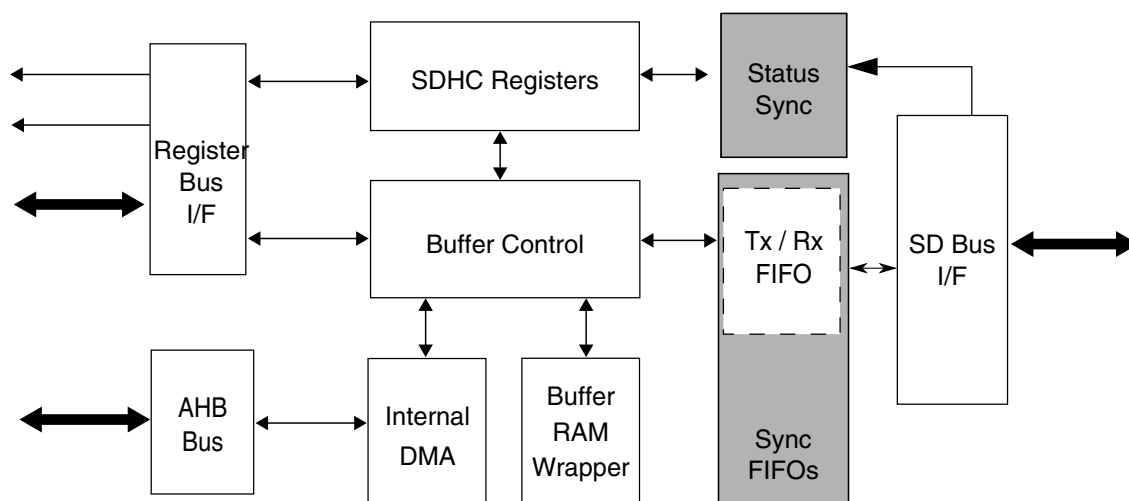 SDHC Registers
Status
Sync
Register
Bus
I/F
Buffer Control
Tx / Rx
FIFO
SD Bus
I/F
AHB
Bus
Internal
DMA
Buffer
RAM
Wrapper
Sync
FIFOs